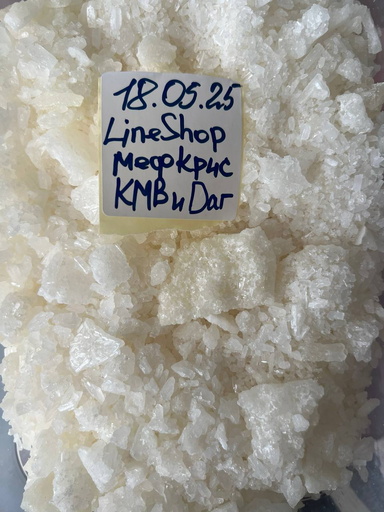 18.05.25
LineShop
мефкрис
КМВ и Даг